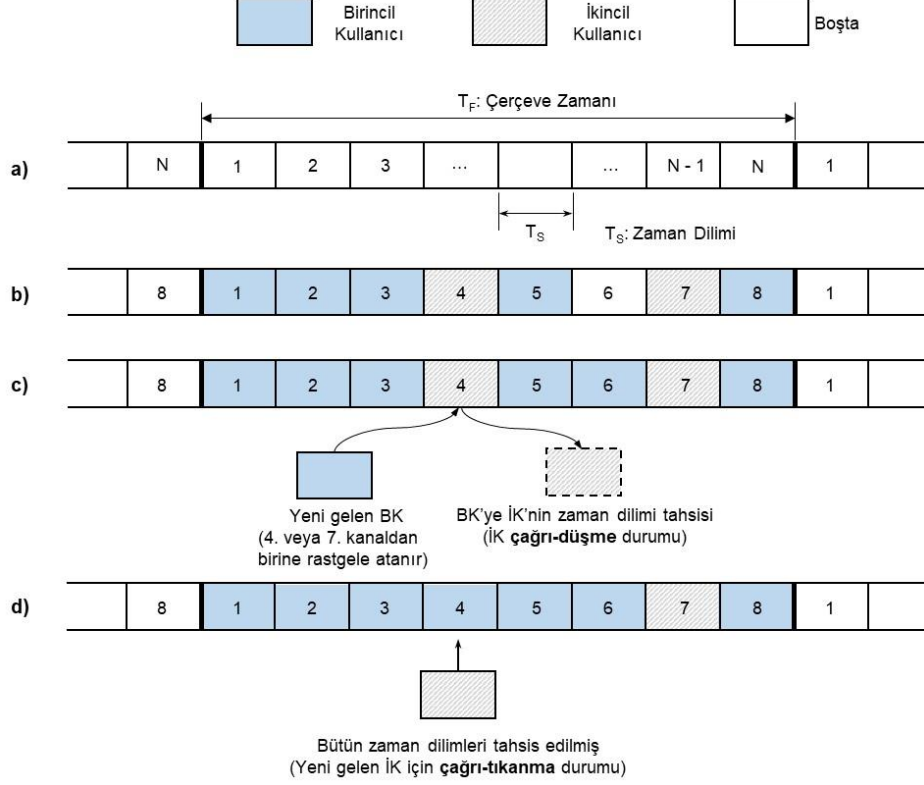 Birincil
Kullanıcı
İkincil
Kullanıcı
Boşta
T_F: Çerçeve Zamanı
a) N 1 2 3 ... ... N - 1 N 1
T_S T_S: Zaman Dilimi
b) 8 1 2 3 4 5 6 7 8 1
c) 8 1 2 3 4 5 6 7 8 1
Yeni gelen BK
(4. veya 7. kanaldan
birine rastgele atanır)
BK'ye İK'nin zaman dilimi tahsisi
(İK çağrı-düşme durumu)
d) 8 1 2 3 4 5 6 7 8 1
Bütün zaman dilimleri tahsis edilmiş
(Yeni gelen İK için çağrı-tıkanma durumu)